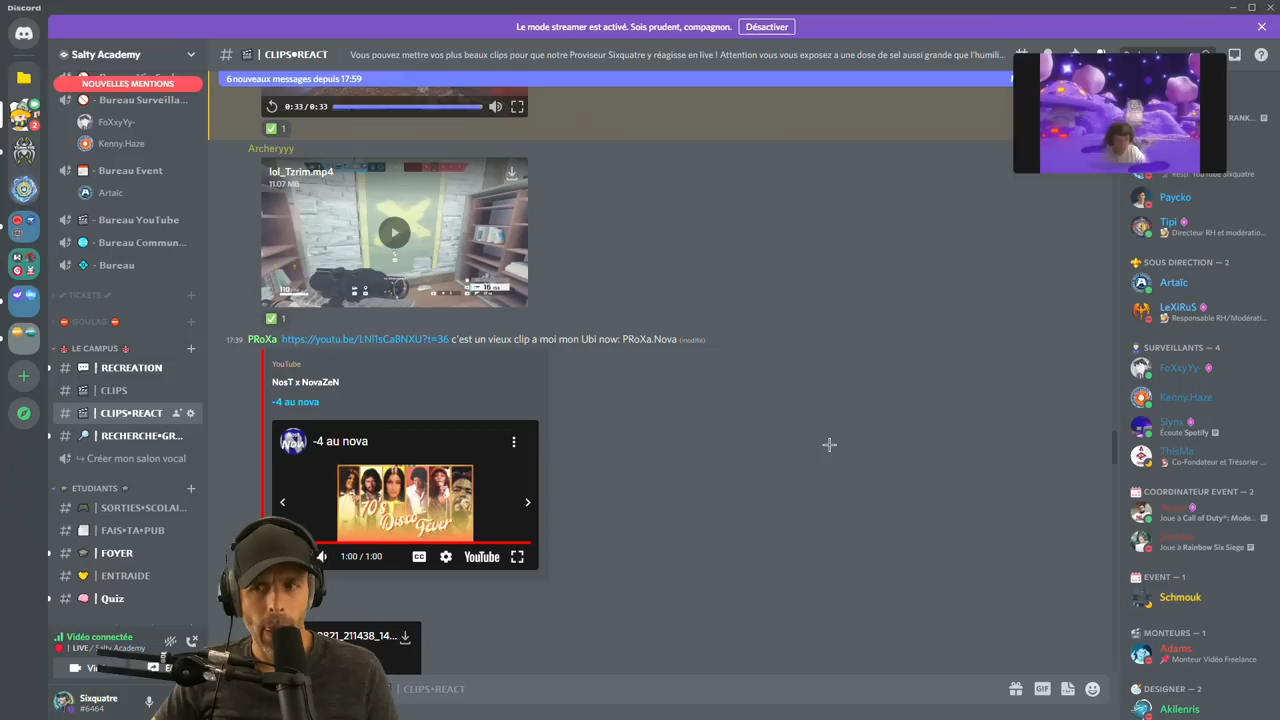 Discord
Le mode streamer est activé. Sois prudent, compagnon.
Désactiver
Salty Academy
CLIPS•REACT
Vous pouvez mettre vos plus beaux clips pour que notre Proviseur Sixquatre y réagisse en live ! Attention vous vous exposez a une dose de sel aussi grande que l'humili...
NOUVELLES MENTIONS
- Bureau Surveilla...
FoXxyYy-
Kenny.Haze
- Bureau Event
Artaïc
- Bureau YouTube
- Bureau Commun...
- Bureau
TICKETS
GOULAG
LE CAMPUS
| RECREATION
| CLIPS
| CLIPS•REACT
| RECHERCHE•GR...
Créer mon salon vocal
ETUDIANTS
| SORTIES•SCOLAI...
| FAIS•TA•PUB
| FOYER
| ENTRAIDE
| Quiz
Vidéo connectée
LIVE / Salty Academy
Sixquatre
#6464
6 nouveaux messages depuis 17:59
0:33/0:33
1
Archeryyy
lol_Tzrim.mp4
11.07 MB
1
17:39 PRoXa https://youtu.be/LNl1sCaBNXU?t=36 c'est un vieux clip a moi mon Ubi now: PRoXa.Nova (modifié)
YouTube
NosT x NovaZeN
-4 au nova
-4 au nova
70's Disco Fever
1:00 / 1:00
CC
YouTube
0821_211438_14...
CLIPS•REACT
GIF
RANK...
Resp. YouTube Sixquatre
Paycko
Tipi
Directeur RH et modératio...
SOUS DIRECTION — 2
Artaïc
LeXiRuS
Responsable RH/Modérati...
SURVEILLANTS — 4
FoXxyYy-
Kenny.Haze
Slynx
Écoute Spotify
ThisMa
Co-Fondateur et Trésorier ...
COORDINATEUR EVENT — 2
Joue à Call of Duty®: Mode...
Joue à Rainbow Six Siege
EVENT — 1
Schmouk
MONTEURS — 1
Adams
Monteur Vidéo Freelance
DESIGNER — 2
Akilenris